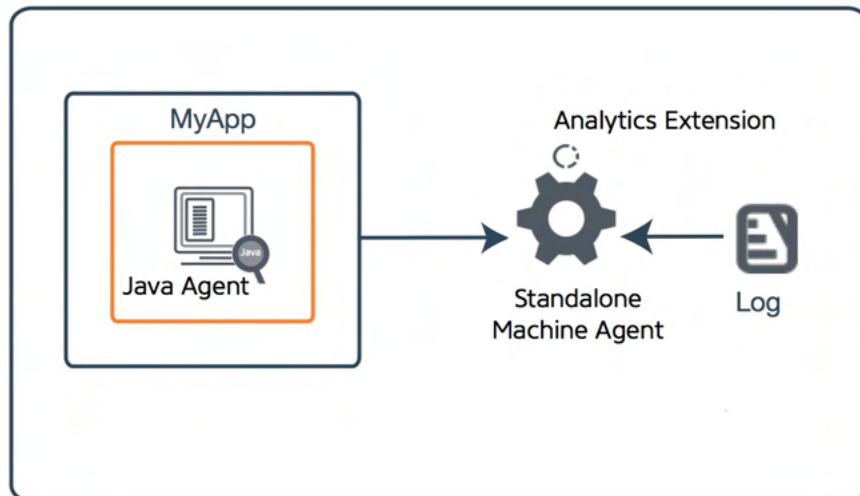 MyApp
Java
Java Agent
Analytics Extension
Standalone
Machine Agent
Log